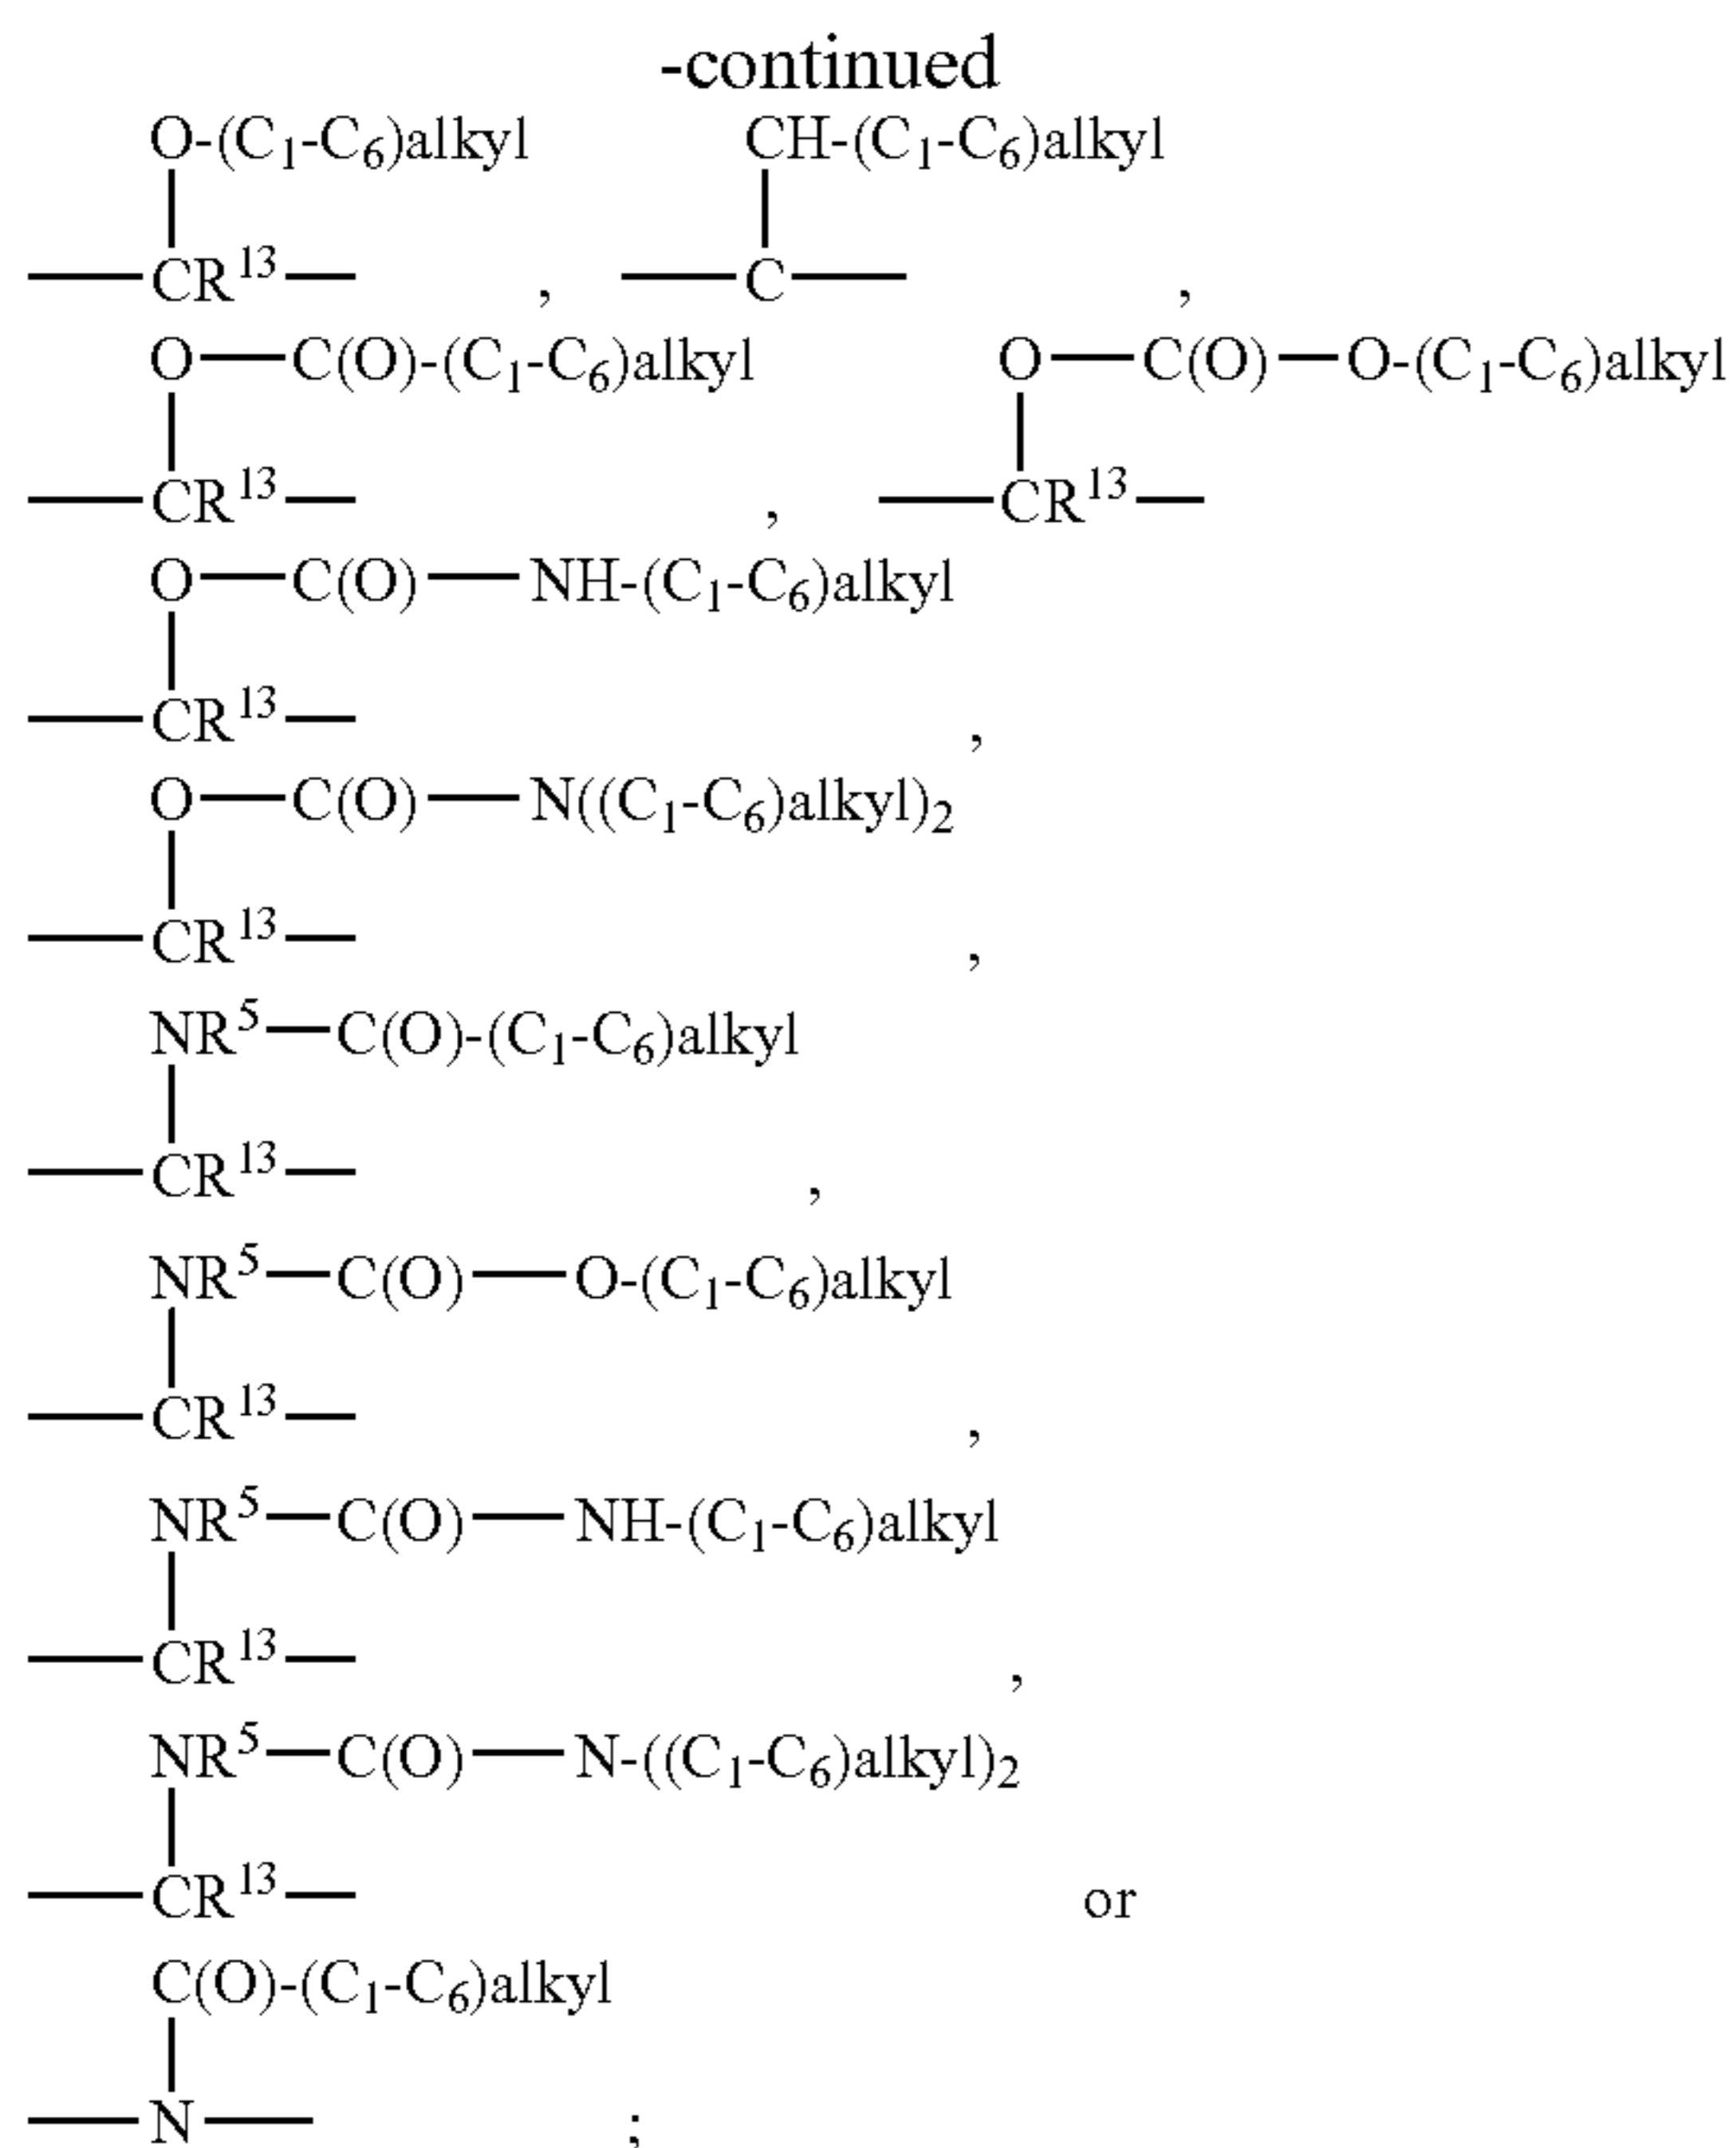 -continued
O-(C₁-C₆)alkyl CH-(C₁-C₆)alkyl
CR¹³ , C ,
O—C(O)-(C₁-C₆)alkyl O—C(O)—O-(C₁-C₆)alkyl
CR¹³ , CR¹³
O—C(O)—NH-(C₁-C₆)alkyl
CR¹³ ,
O—C(O)—N((C₁-C₆)alkyl)₂
CR¹³ ,
NR⁵—C(O)-(C₁-C₆)alkyl
CR¹³ ,
NR⁵—C(O)—O-(C₁-C₆)alkyl
CR¹³ ,
NR⁵—C(O)—NH-(C₁-C₆)alkyl
CR¹³ ,
NR⁵—C(O)—N-((C₁-C₆)alkyl)₂
CR¹³ or
C(O)-(C₁-C₆)alkyl
N ;